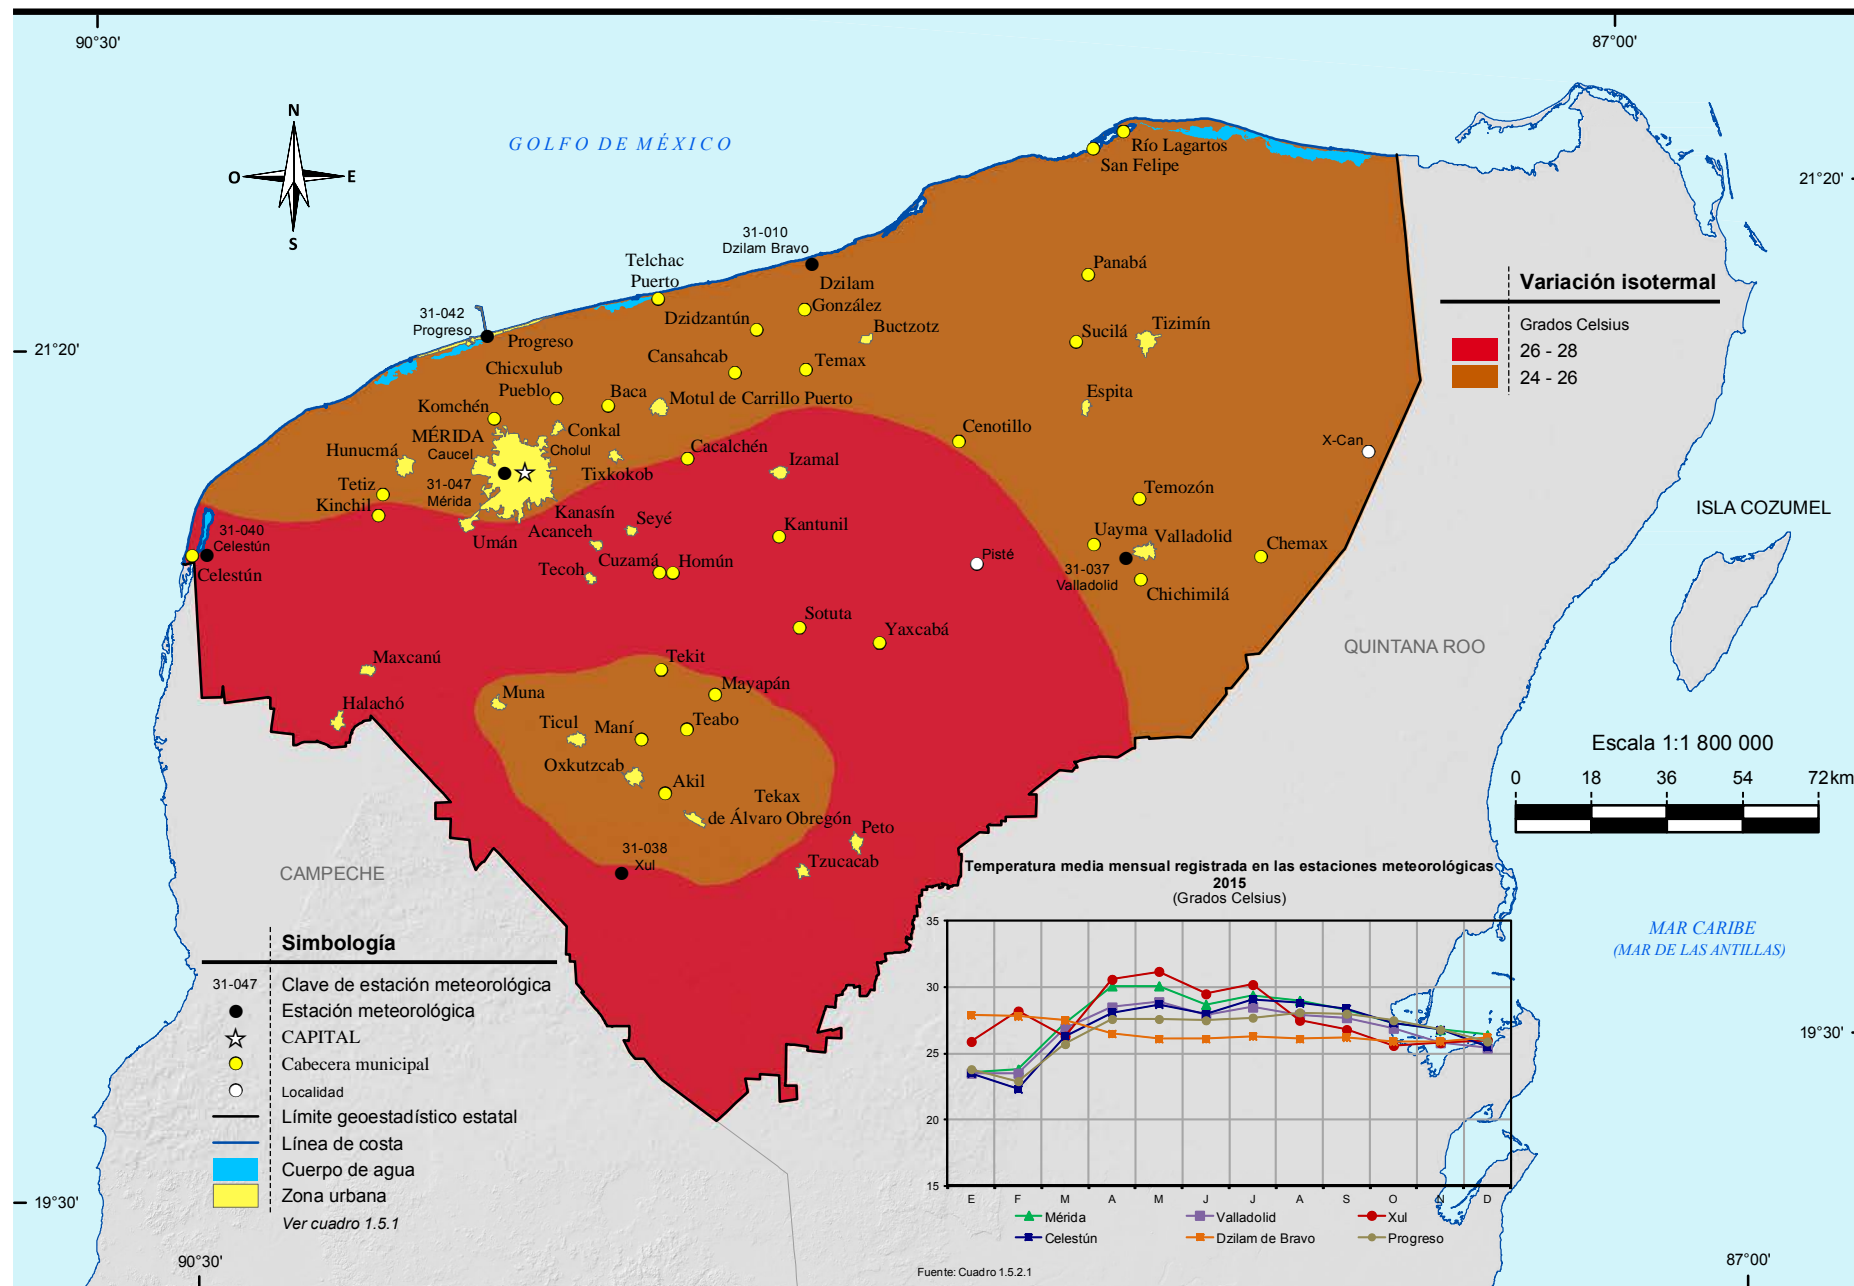 90°30'
87°00'
N
O
E
S
GOLFO DE MÉXICO
21°20'
Río Lagartos
San Felipe
31-010
Dzilam Bravo
Telchac
Puerto
Panabá
Dzilam
González
Variación isotermal
Grados Celsius
26 - 28
24 - 26
31-042
Progreso
Progreso
Dzidzantún
Buctzotz
Sucilá
Tizimín
21°20'
Cansahcab
Temax
Chicxulub
Pueblo
Baca
Motul de Carrillo Puerto
Espita
Komchén
Conkal
MÉRIDA
Caucel
Cholul
Cacalchén
Cenotillo
X-Can
Hunucmá
Tixkokob
Izamal
Tetiz
31-047
Mérida
Kinchil
Temozón
ISLA COZUMEL
Kanasín
Seyé
31-040
Celestún
Umán
Acanceh
Kantunil
Uayma
Valladolid
Chemax
Cuzamá
Homún
Pisté
Celestún
Tecoh
31-037
Valladolid
Chichimilá
Sotuta
Yaxcabá
QUINTANA ROO
Maxcanú
Tekit
Muna
Mayapán
Halachó
Ticul
Maní
Teabo
Escala 1:1 800 000
0 18 36 54 72 km
Oxkutzcab
Akil
Tekax
de Álvaro Obregón
Peto
31-038
Xul
Tzucacab
CAMPECHE
Temperatura media mensual registrada en las estaciones meteorológicas
2015
(Grados Celsius)
35
30
25
20
15
E F M A M J J A S O N D
Mérida Valladolid Xul
Celestún Dzilam de Bravo Progreso
Fuente: Cuadro 1.5.2.1
MAR CARIBE
(MAR DE LAS ANTILLAS)
19°30'
Simbología
31-047 Clave de estación meteorológica
Estación meteorológica
CAPITAL
Cabecera municipal
Localidad
Límite geoestadístico estatal
Línea de costa
Cuerpo de agua
Zona urbana
Ver cuadro 1.5.1
19°30'
90°30'
87°00'